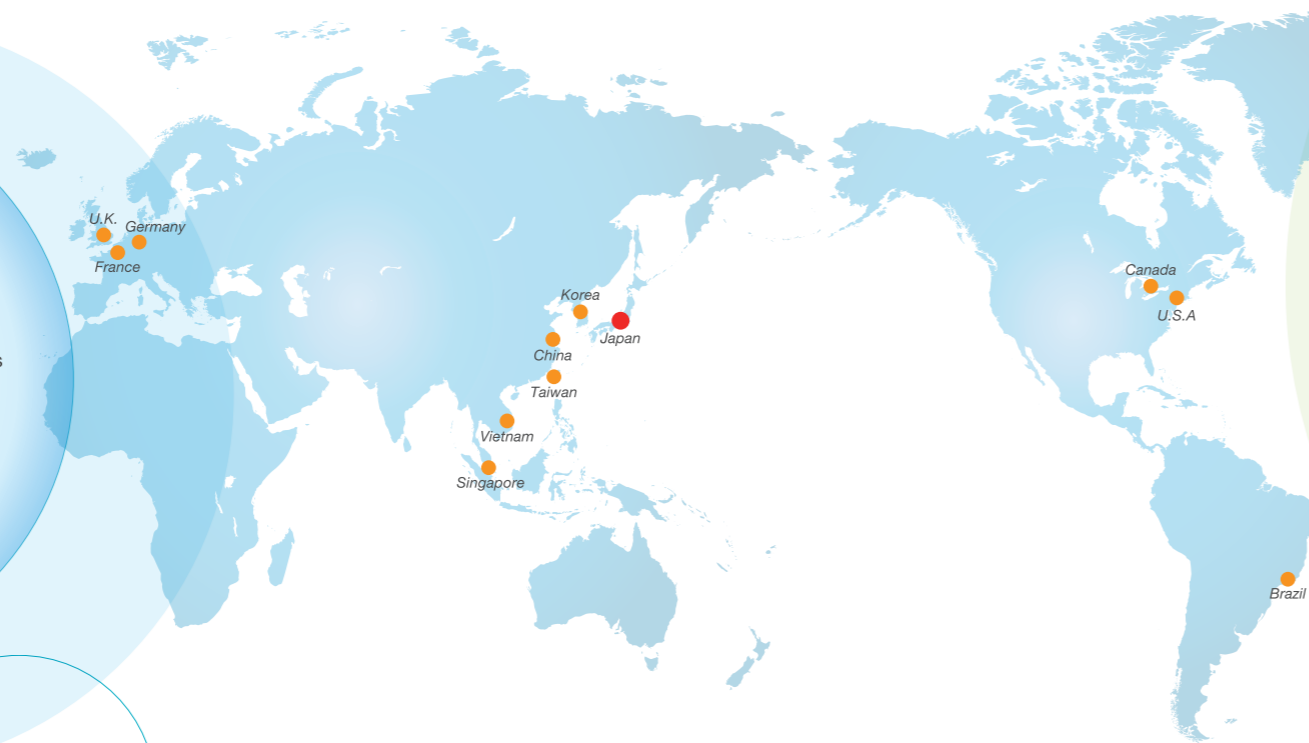 U.K.
Germany
France
s
Korea
Japan
China
Taiwan
Vietnam
Singapore
Canada
U.S.A
Brazil